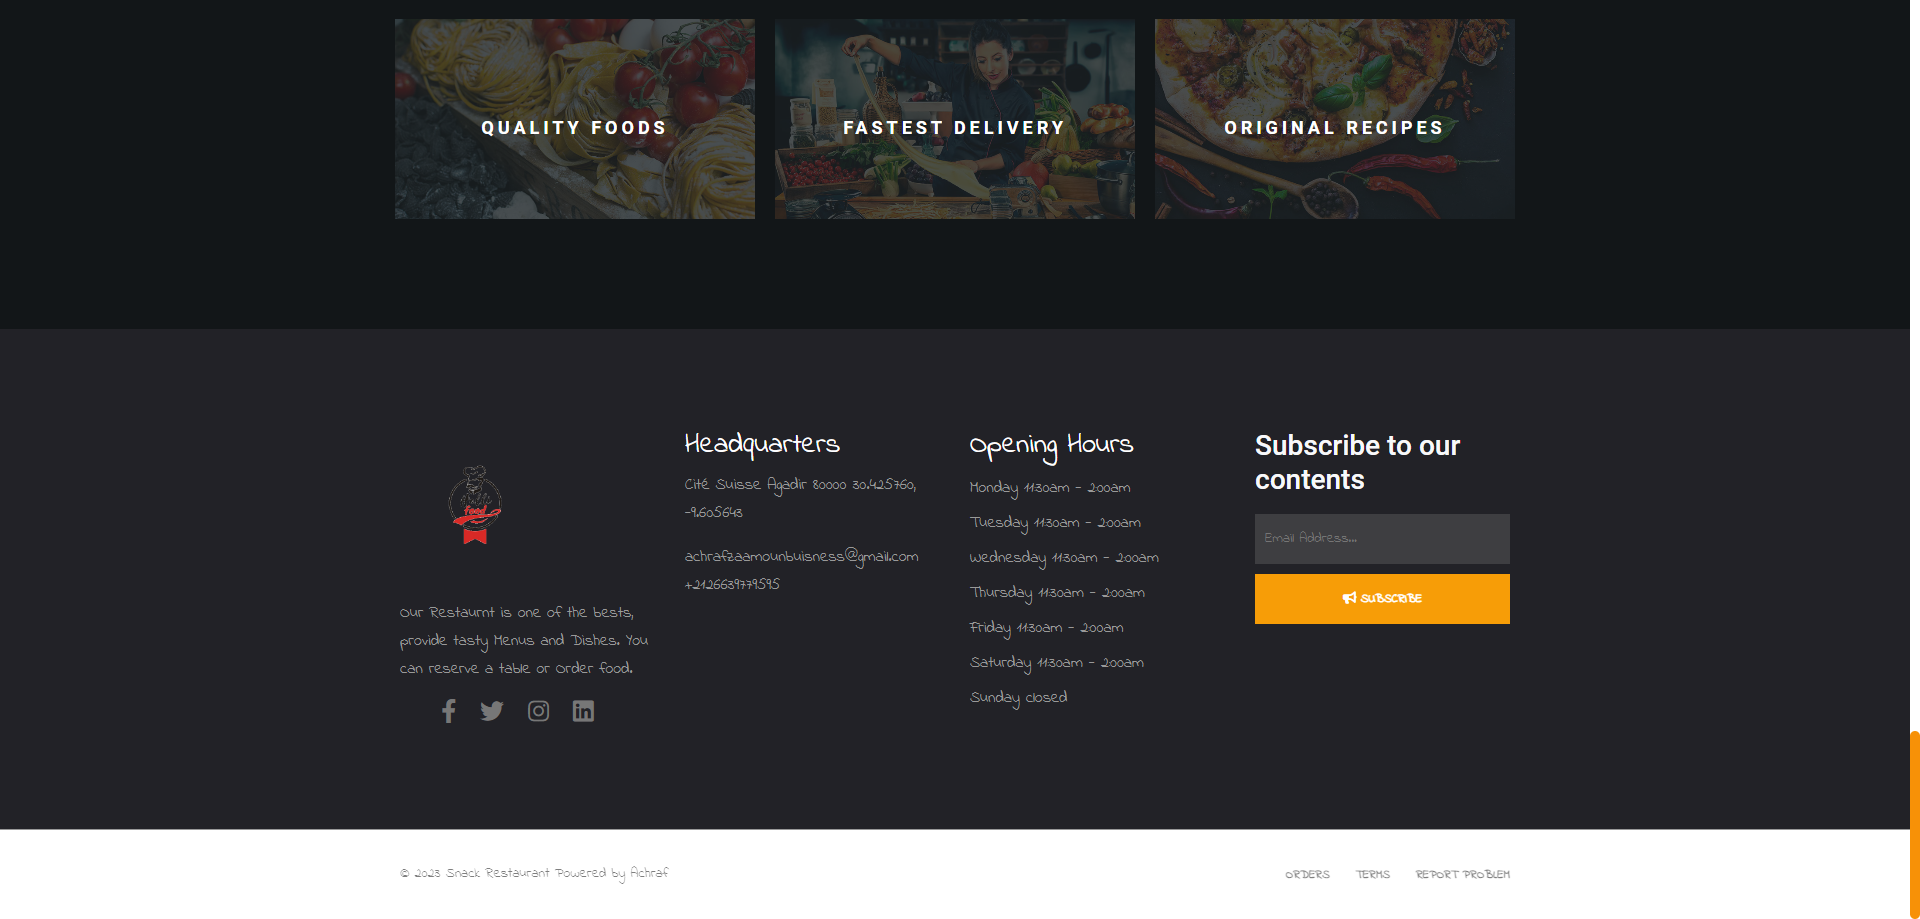 QUALITY FOODS
FASTEST DELIVERY
ORIGINAL RECIPES
food
Our Restaurnt is one of the bests,
provide tasty Menus and Dishes. You
can reserve a table or Order food.
Headquarters
Cité Suisse Agadir 80000 30.425760,
-9.605643
achrafzaamounbuisness@gmail.com
+2126639779595
Opening Hours
Monday 11:30am - 2:00am
Tuesday 11:30am - 2:00am
Wednesday 11:30am - 2:00am
Thursday 11:30am - 2:00am
Friday 11:30am - 2:00am
Saturday 11:30am - 2:00am
Sunday closed
Subscribe to our
contents
Email Address...
SUBSCRIBE
© 2023 Snack Restaurant Powered by Achraf
ORDERS TERMS REPORT PROBLEM